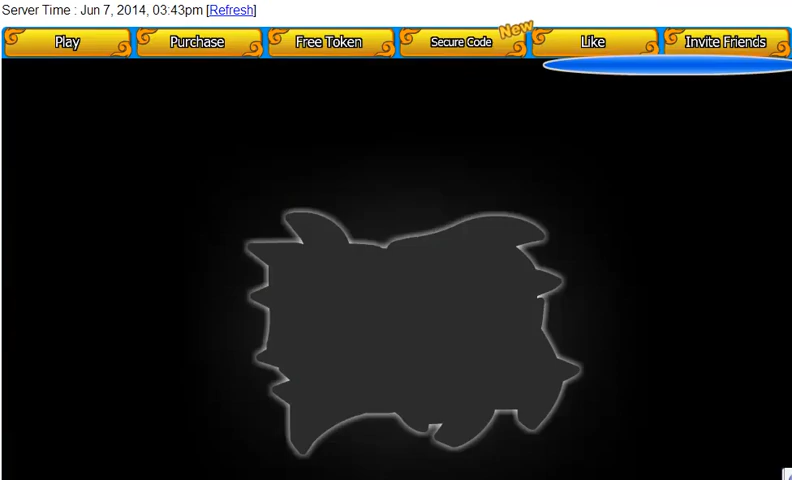 Server Time : Jun 7, 2014, 03:43pm [Refresh]
New
Play Purchase Free Token Secure Code Like Invite Friends